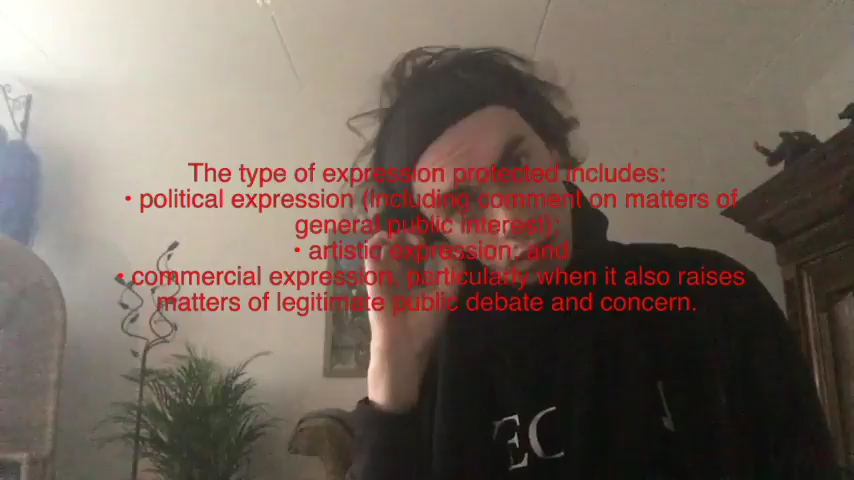 The type of expression protected includes:
• political expression (including comment on matters of
general public interest);
• artistic expression; and
• commercial expression, particularly when it also raises
matters of legitimate public debate and concern.
EC